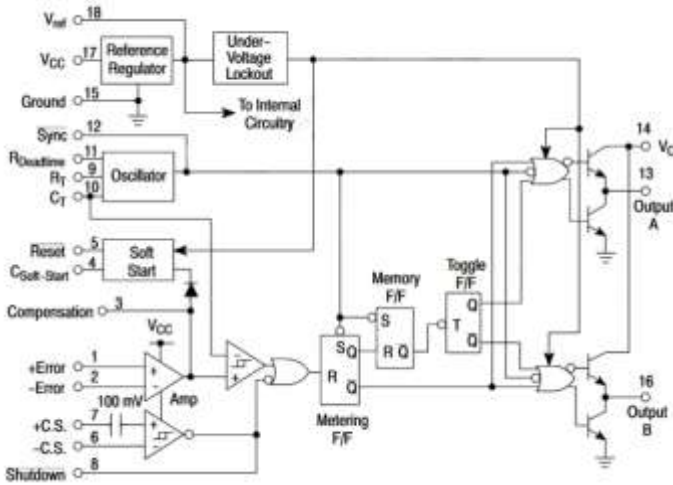 Vref 18
VCC 17
Reference
Regulator
Under-
Voltage
Lockout
Ground 15
To Internal
Circuitry
Sync 12
RDeadtime 11
RT 9
CT 10
Oscillator
14 VC
13
Output
A
Reset 5
CSoft-Start 4
Soft
Start
Compensation 3
Memory
F/F
Toggle
F/F
S
R Q
T
Q
Q
VCC
+Error 1
−Error 2
+
−
Amp
−
+
S
Q
R
Q
Metering
F/F
+C.S. 7
100 mV
−C.S. 6
+
−
Shutdown 8
16
Output
B